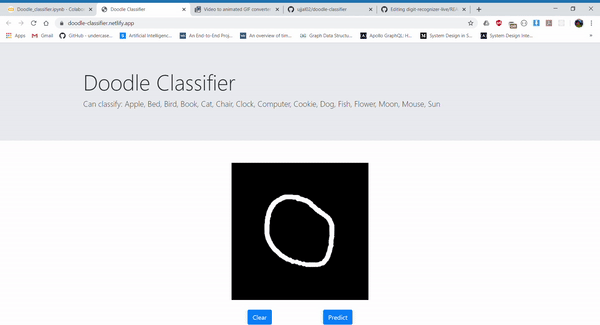 Doodle_classifier.ipynb - Colabo
Doodle Classifier
Video to animated GIF converte
ujjal02/doodle-classifier
Editing digit-recognizer-live/REA
doodle-classifier.netlify.app
Apps
Gmail
GitHub - undercase...
Artificial Intelligenc...
An End-to-End Proj...
An overview of tim...
Graph Data Structu...
Apollo GraphQL: H...
System Design in S...
System Design Inte...
Doodle Classifier
Can classify: Apple, Bed, Bird, Book, Cat, Chair, Clock, Computer, Cookie, Dog, Fish, Flower, Moon, Mouse, Sun
Clear
Predict